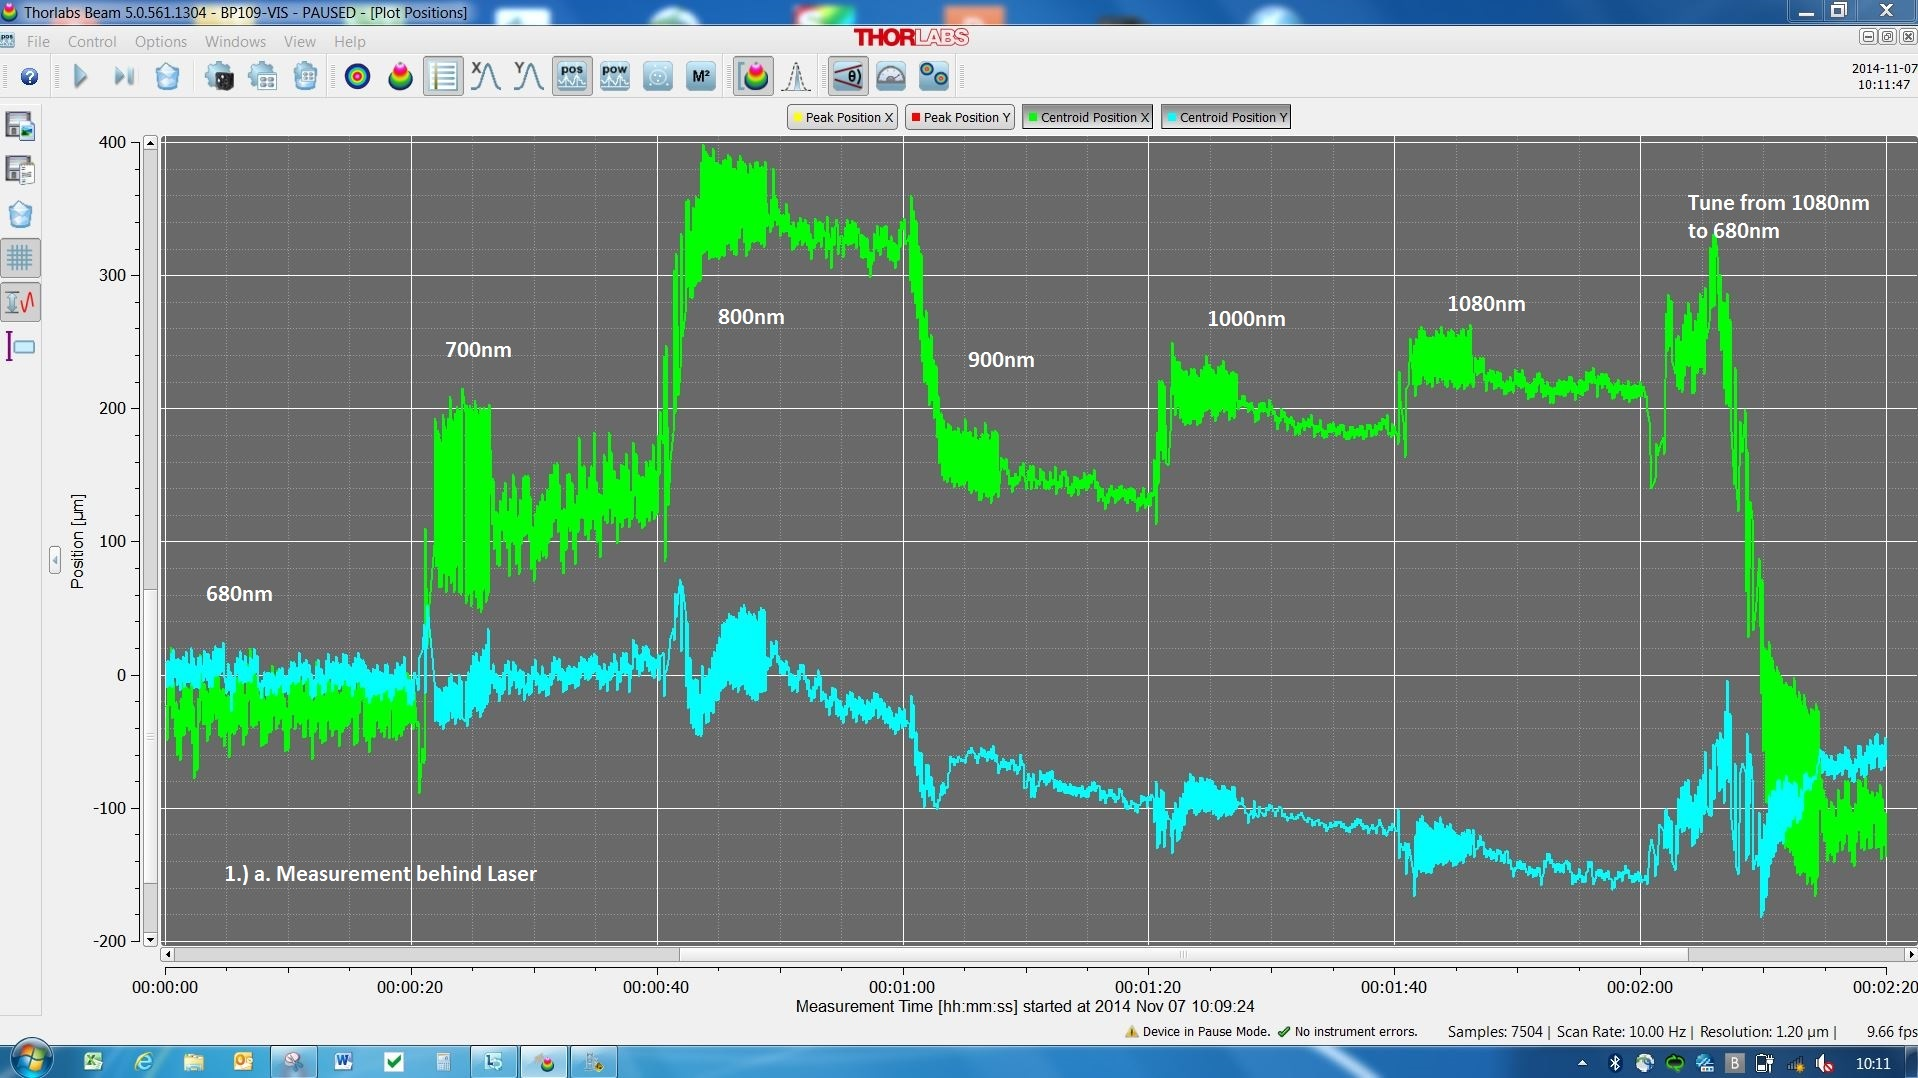 Thorlabs Beam 5.0.561.1304 - BP109-VIS - PAUSED - [Plot Positions]
File Control Options Windows View Help
THORLABS
X Y pos pow M² θ
2014-11-07
10:11:47
Peak Position X Peak Position Y Centroid Position X Centroid Position Y
400
Tune from 1080nm
to 680nm
300
1080nm
800nm
1000nm
700nm
900nm
200
Position [µm]
100
680nm
0
-100
1.) a. Measurement behind Laser
-200
00:00:00 00:00:20 00:00:40 00:01:00 00:01:20 00:01:40 00:02:00 00:02:20
Measurement Time [hh:mm:ss] started at 2014 Nov 07 10:09:24
Device in Pause Mode. No instrument errors. Samples: 7504 | Scan Rate: 10.00 Hz | Resolution: 1.20 µm | 9.66 fps
10:11